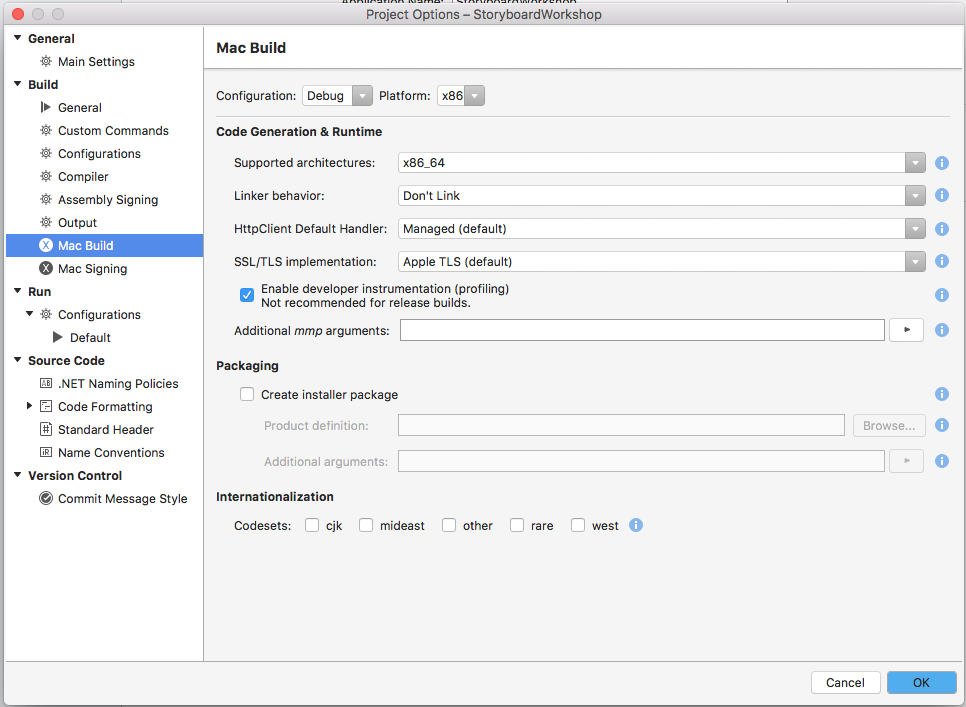 Application Name: StoryboardWorkshop
Project Options – StoryboardWorkshop
General
Main Settings
Build
General
Custom Commands
Configurations
Compiler
Assembly Signing
Output
Mac Build
Mac Signing
Run
Configurations
Default
Source Code
.NET Naming Policies
Code Formatting
Standard Header
Name Conventions
Version Control
Commit Message Style
Mac Build
Configuration: Debug Platform: x86
Code Generation & Runtime
Supported architectures: x86_64
Linker behavior: Don't Link
HttpClient Default Handler: Managed (default)
SSL/TLS implementation: Apple TLS (default)
Enable developer instrumentation (profiling)
Not recommended for release builds.
Additional mmp arguments:
Packaging
Create installer package
Product definition: Browse...
Additional arguments:
Internationalization
Codesets: cjk mideast other rare west
Cancel OK